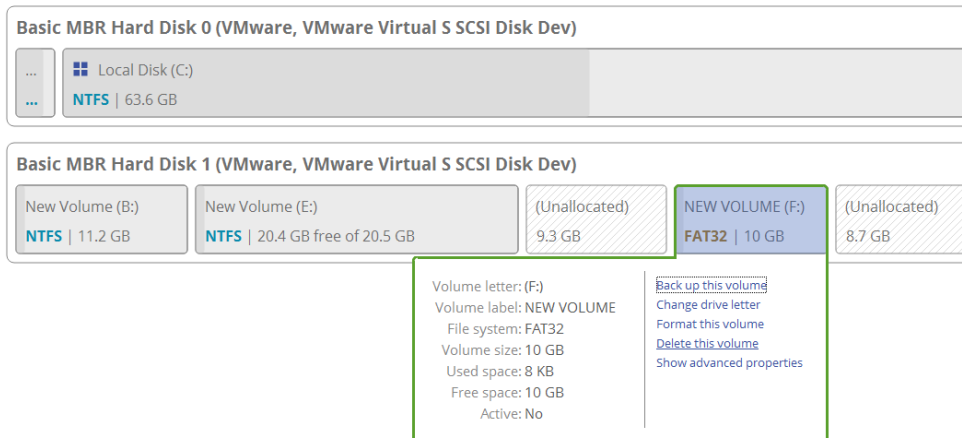 Basic MBR Hard Disk 0 (VMware, VMware Virtual S SCSI Disk Dev)
...
...
Local Disk (C:)
NTFS | 63.6 GB
Basic MBR Hard Disk 1 (VMware, VMware Virtual S SCSI Disk Dev)
New Volume (B:)
NTFS | 11.2 GB
New Volume (E:)
NTFS | 20.4 GB free of 20.5 GB
(Unallocated)
9.3 GB
NEW VOLUME (F:)
FAT32 | 10 GB
(Unallocated)
8.7 GB
Volume letter: (F:)
Volume label: NEW VOLUME
File system: FAT32
Volume size: 10 GB
Used space: 8 KB
Free space: 10 GB
Active: No
Back up this volume
Change drive letter
Format this volume
Delete this volume
Show advanced properties